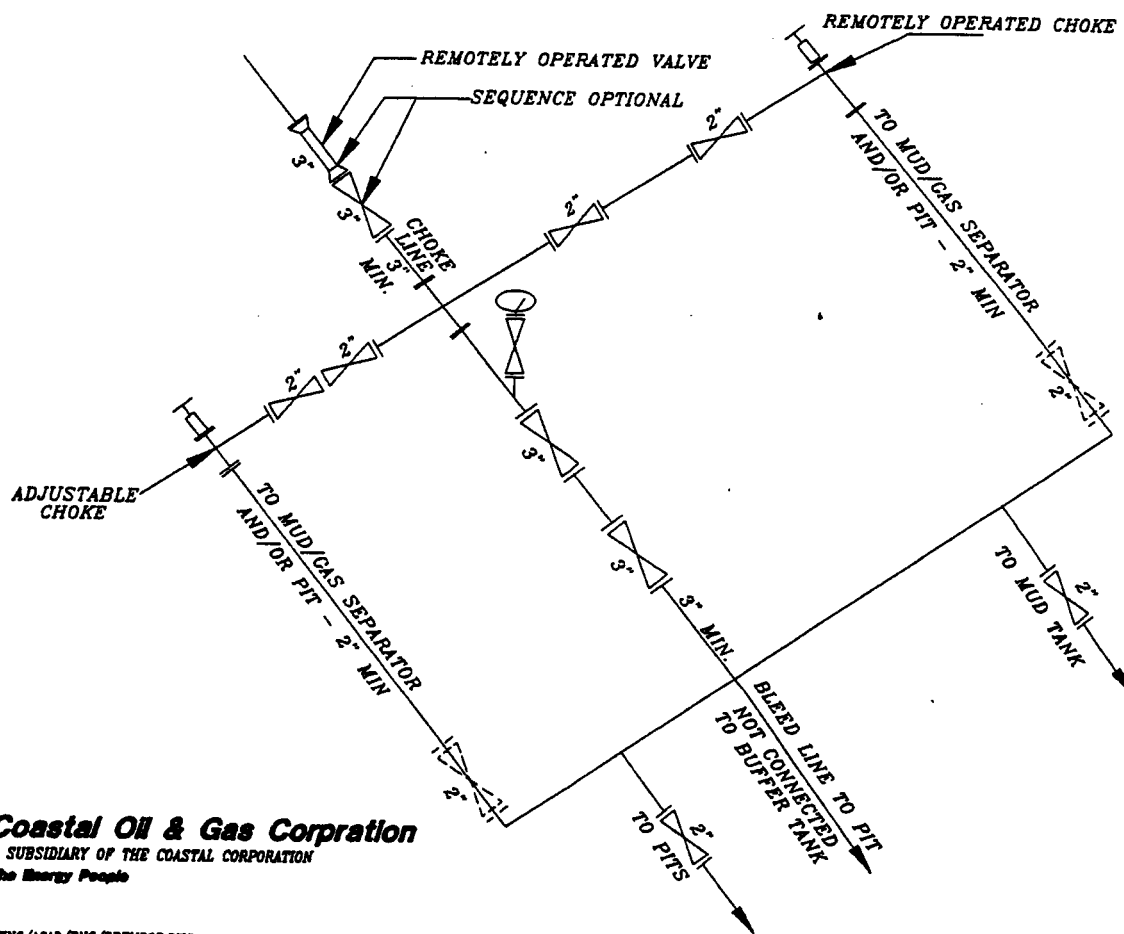 REMOTELY OPERATED CHOKE
REMOTELY OPERATED VALVE
SEQUENCE OPTIONAL
3"
3"
CHOKE
LINE
3"
MIN.
2"
2"
2"
2"
TO MUD/GAS SEPARATOR
AND/OR PIT - 2" MIN
2"
ADJUSTABLE
CHOKE
3"
3"
3" MIN.
TO MUD/GAS SEPARATOR
AND/OR PIT - 2" MIN
2"
2"
TO MUD TANK
BLEED LINE TO PIT
NOT CONNECTED
TO BUFFER TANK
2"
TO PITS
Coastal Oil & Gas Corpration
SUBSIDIARY OF THE COASTAL CORPORATION
Energy People